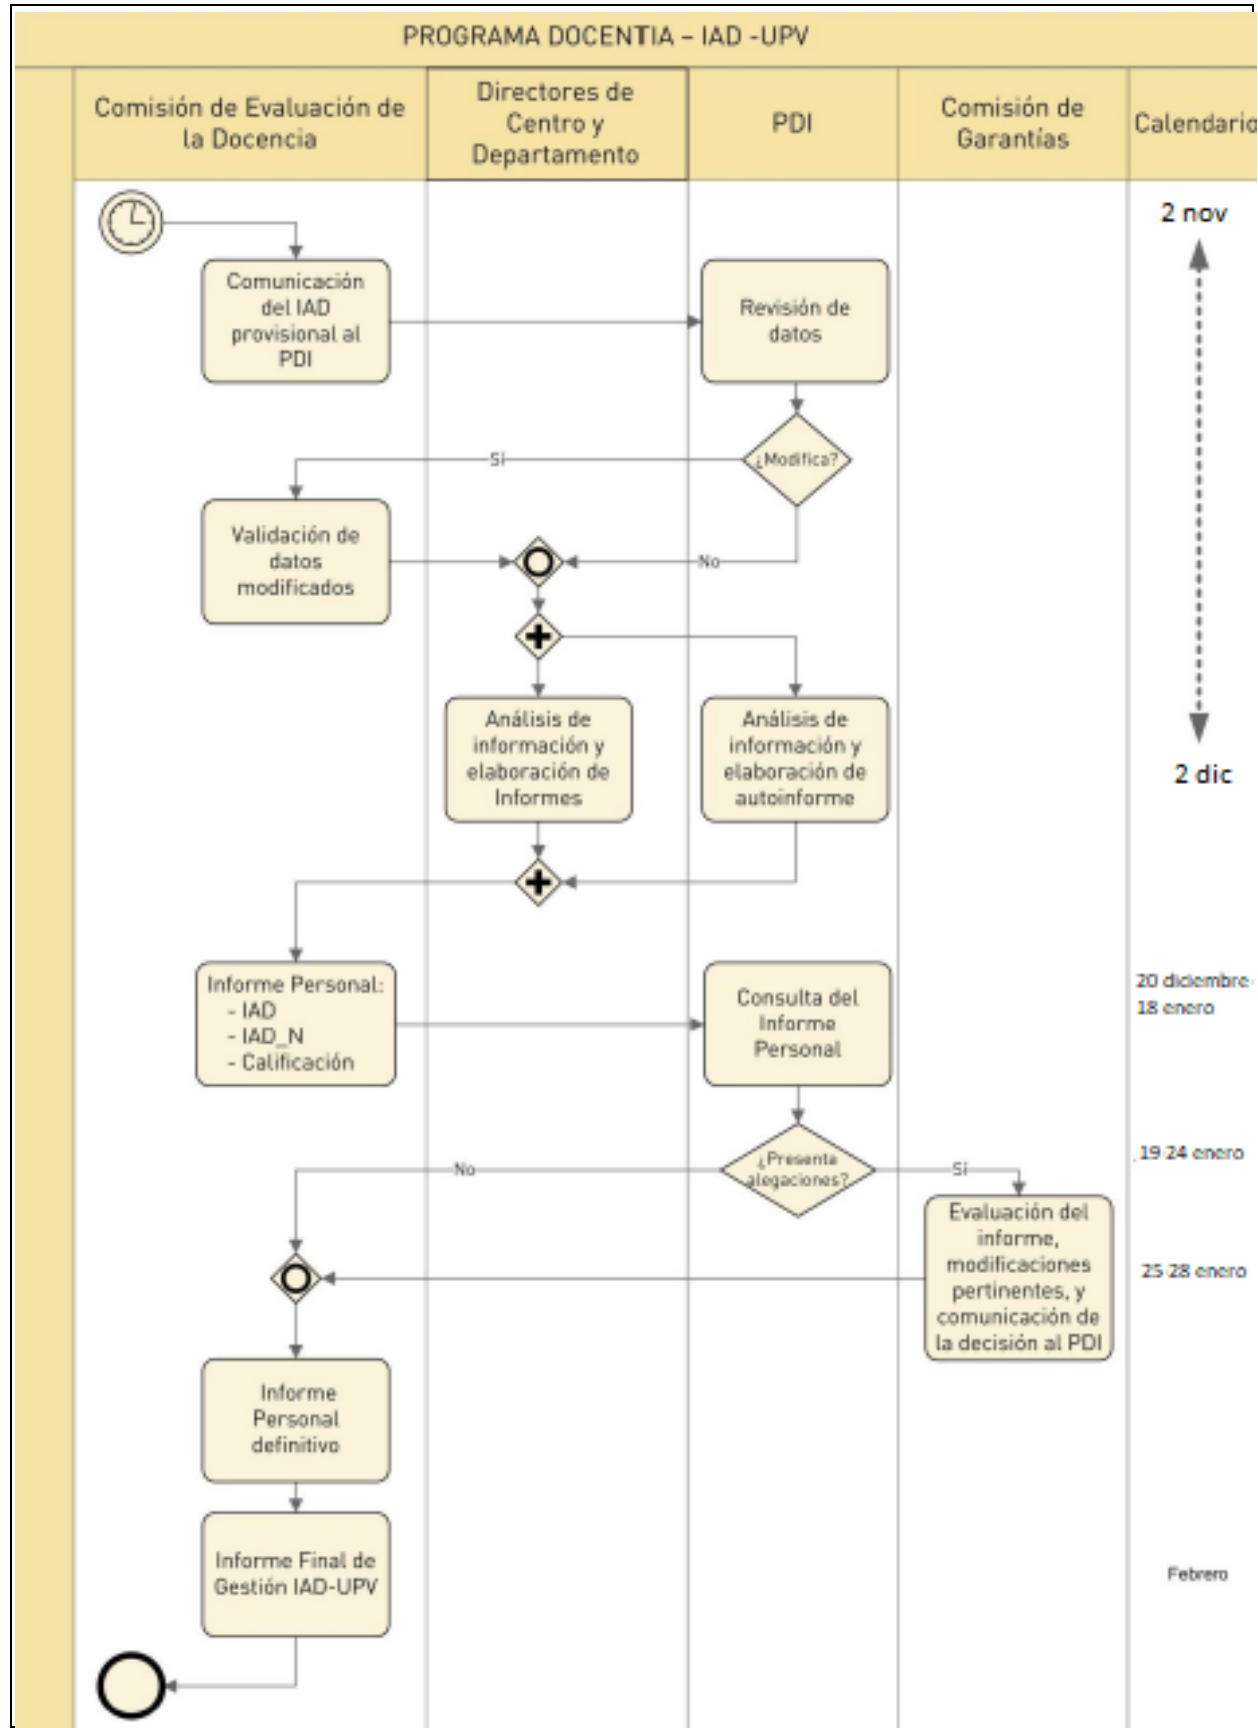 PROGRAMA DOCENTIA – IAD -UPV
Comisión de Evaluación de
la Docencia
Directores de
Centro y
Departamento
PDI
Comisión de
Garantías
Calendario
2 nov
Comunicación
del IAD
provisional al
PDI
Revisión de
datos
¿Modifica?
Sí
Validación de
datos
modificados
No
Análisis de
información y
elaboración de
Informes
Análisis de
información y
elaboración de
autoinforme
2 dic
Informe Personal:
- IAD
- IAD_N
- Calificación
Consulta del
Informe
Personal
20 diciembre-
18 enero
¿Presenta
alegaciones?
No
Sí
19-24 enero
Evaluación del
informe,
modificaciones
pertinentes, y
comunicación de
la decisión al PDI
25-28 enero
Informe
Personal
definitivo
Informe Final de
Gestión IAD-UPV
Febrero